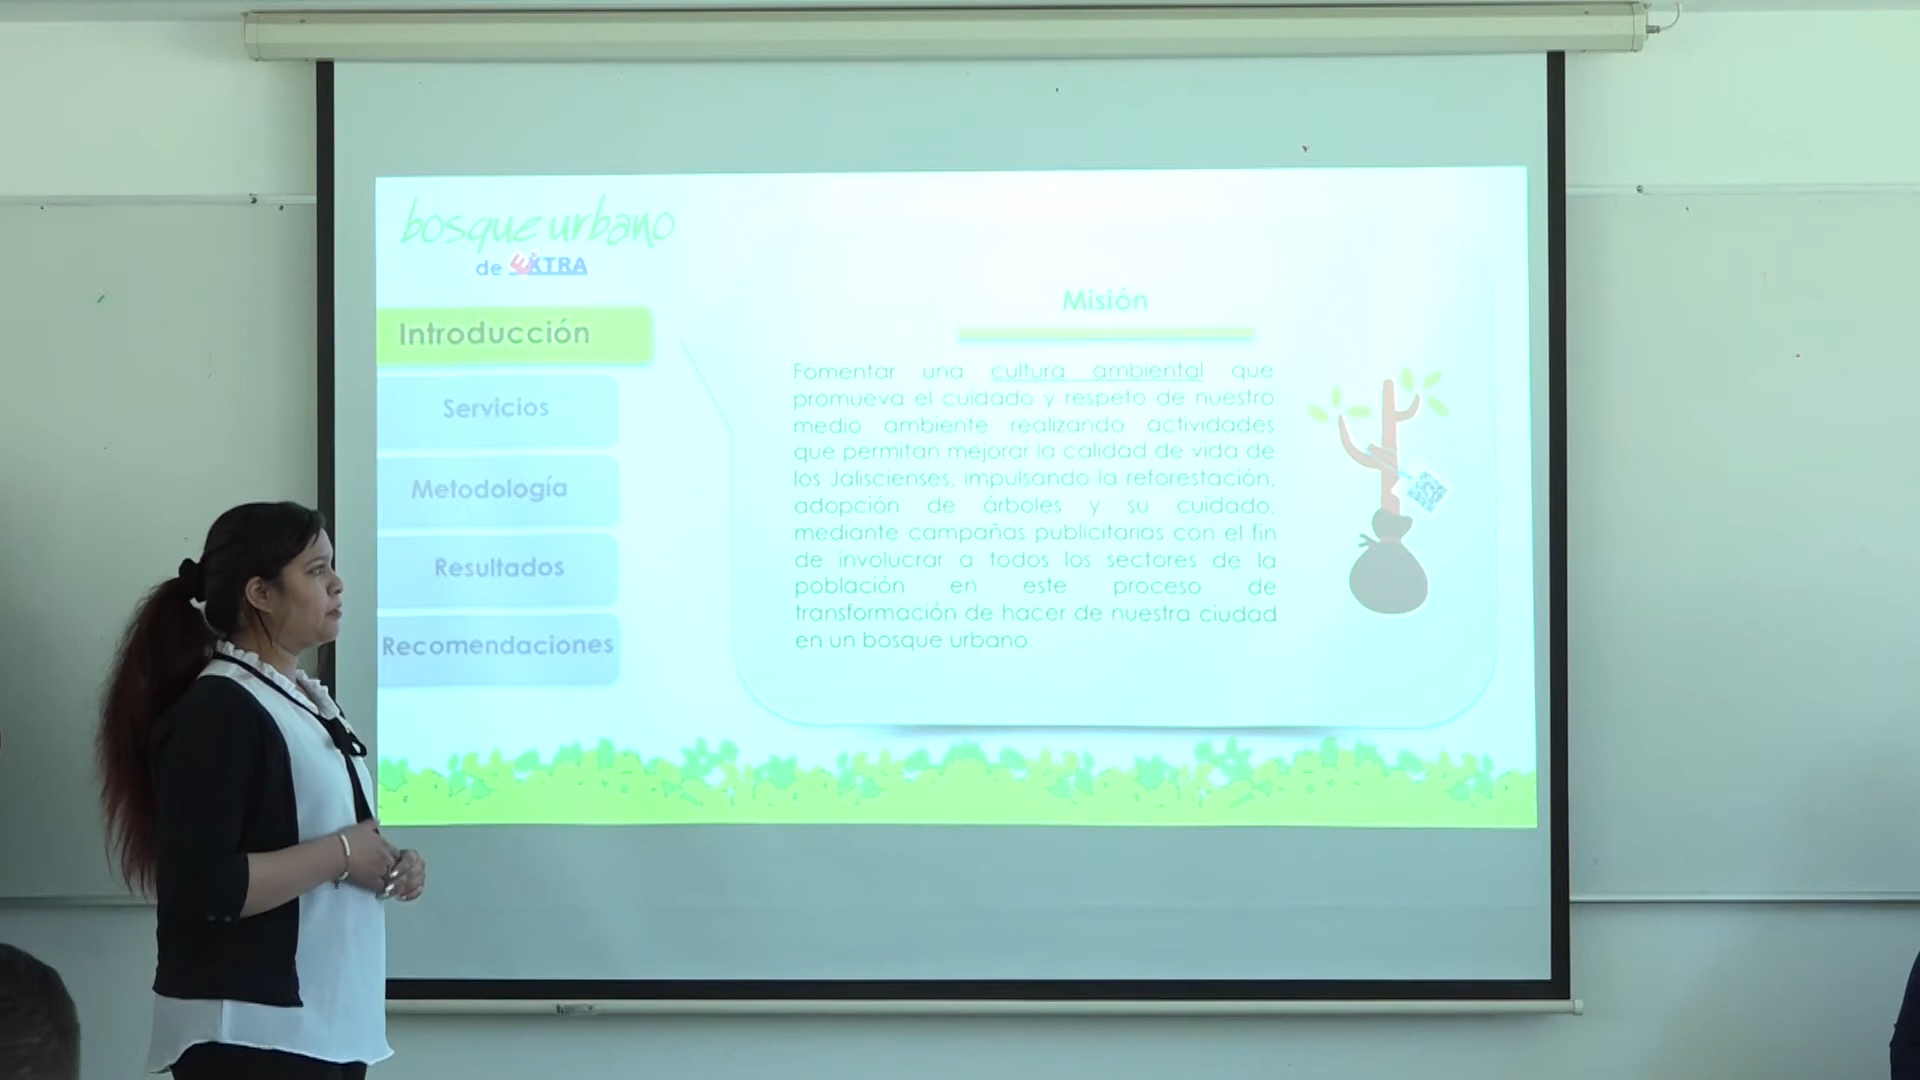 bosque urbano
de EXTRA
Introducción
Servicios
Metodología
Resultados
Recomendaciones
Misión
Fomentar una cultura ambiental que
promueva el cuidado y respeto de nuestro
medio ambiente realizando actividades
que permitan mejorar la calidad de vida de
los Jaliscienses, impulsando la reforestación,
adopción de árboles y su cuidado,
mediante campañas publicitarias con el fin
de involucrar a todos los sectores de la
población en este proceso de
transformación de hacer de nuestra ciudad
en un bosque urbano.